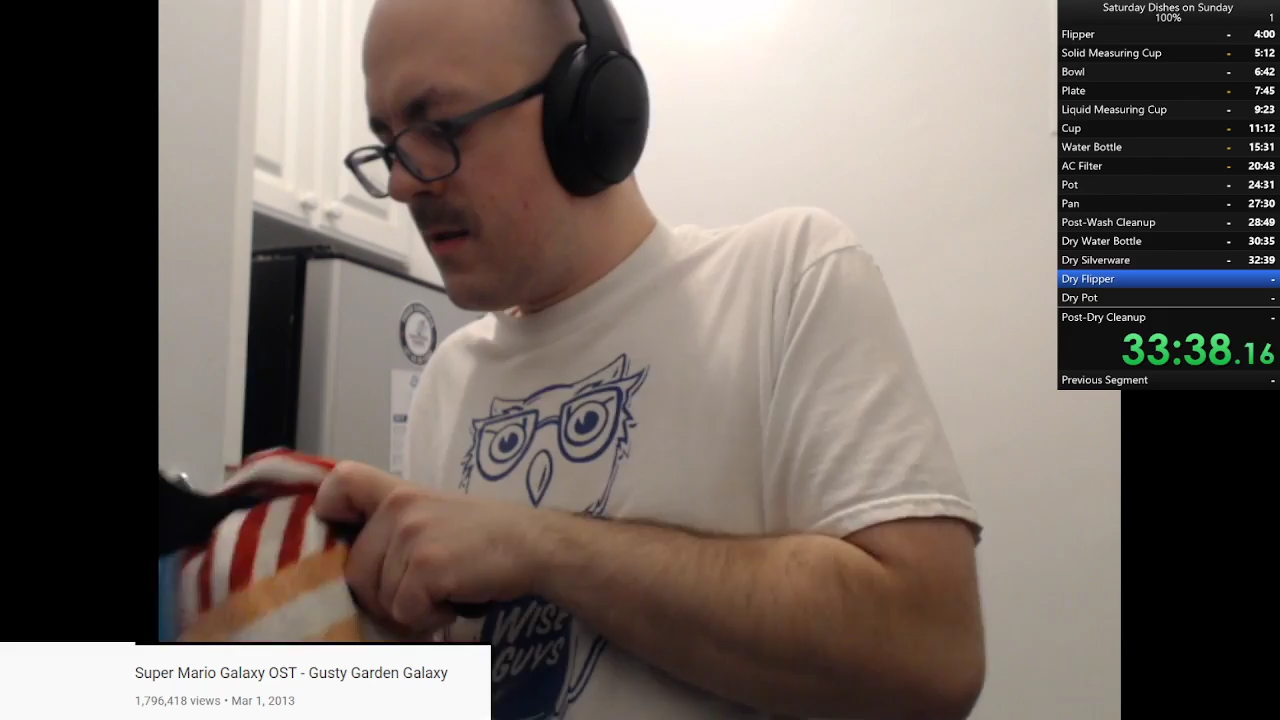 Saturday Dishes on Sunday
100% 1
Flipper - 4:00
Solid Measuring Cup - 5:12
Bowl - 6:42
Plate - 7:45
Liquid Measuring Cup - 9:23
Cup - 11:12
Water Bottle - 15:31
AC Filter - 20:43
Pot - 24:31
Pan - 27:30
Post-Wash Cleanup - 28:49
Dry Water Bottle - 30:35
Dry Silverware - 32:39
Dry Flipper -
Dry Pot -
Post-Dry Cleanup -
33:38.16
Previous Segment -
WISE
GUYS
Super Mario Galaxy OST - Gusty Garden Galaxy
1,796,418 views • Mar 1, 2013